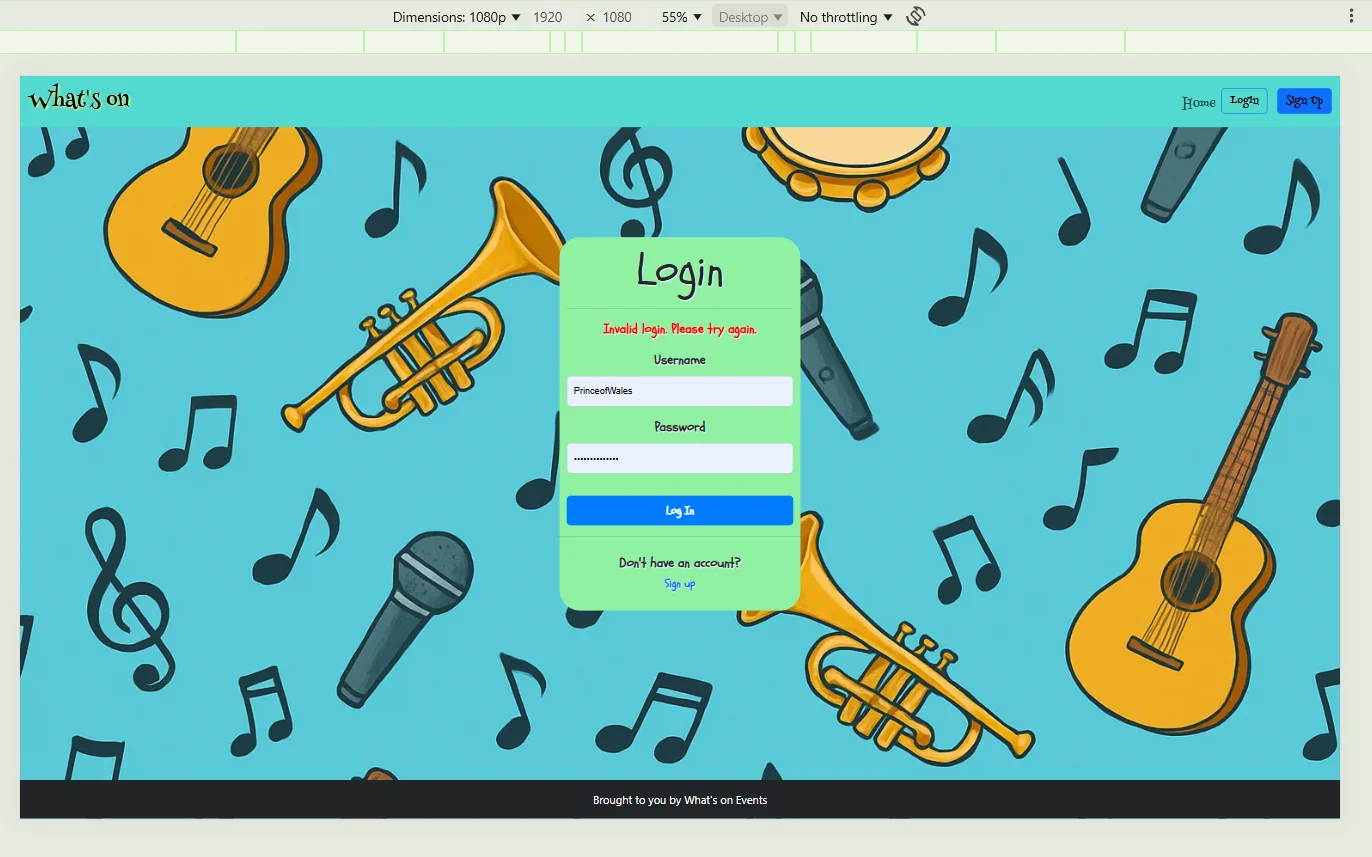 Dimensions: 1080p ▼ 1920 × 1080 55% ▼ Desktop ▼ No throttling ▼
What's on
Home Login Sign Up
Login
Invalid login. Please try again.
Username
PrinceofWales
Password
••••••••••••••
Log In
Don't have an account?
Sign up
Brought to you by What's on Events